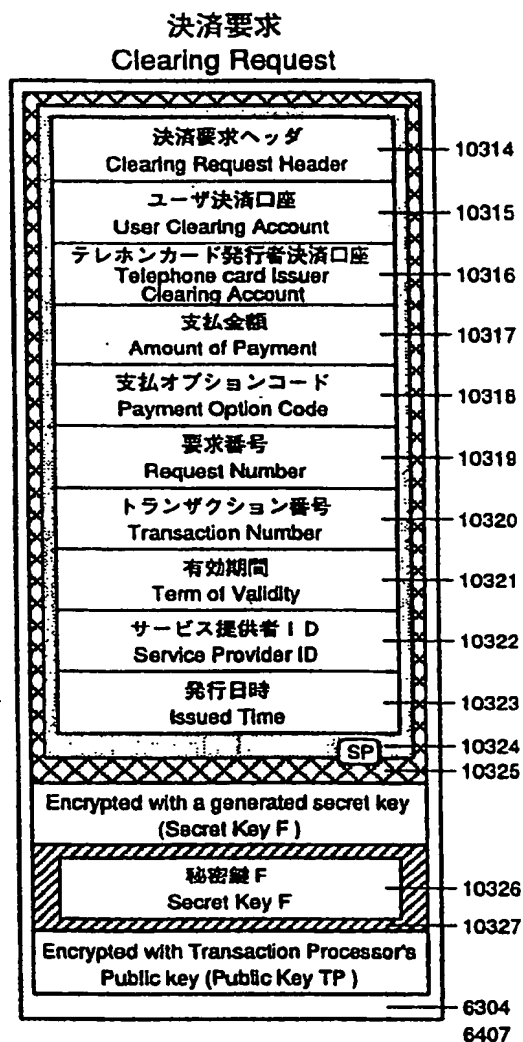 決済要求
Clearing Request
決済要求ヘッダ
Clearing Request Header
10314
ユーザ決済口座
User Clearing Account
10315
テレホンカード発行者決済口座
Telephone card Issuer
Clearing Account
10316
支払金額
Amount of Payment
10317
支払オプションコード
Payment Option Code
10318
要求番号
Request Number
10319
トランザクション番号
Transaction Number
10320
有効期間
Term of Validity
10321
サービス提供者ID
Service Provider ID
10322
発行日時
Issued Time
10323
SP
10324
10325
Encrypted with a generated secret key
(Secret Key F )
秘密鍵F
Secret Key F
10326
10327
Encrypted with Transaction Processor's
Public key (Public Key TP )
6304
6407